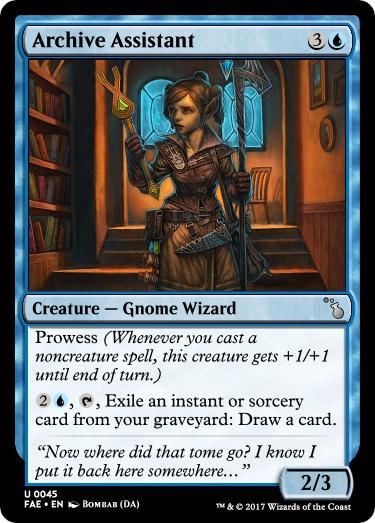 Archive Assistant 3
Creature — Gnome Wizard
Prowess (Whenever you cast a
noncreature spell, this creature gets +1/+1
until end of turn.)
2 , , Exile an instant or sorcery
card from your graveyard: Draw a card.
“Now where did that tome go? I know I
put it back here somewhere…”
2/3
U 0045
FAE • EN Bombab (DA)
™ & © 2017 Wizards of the Coast